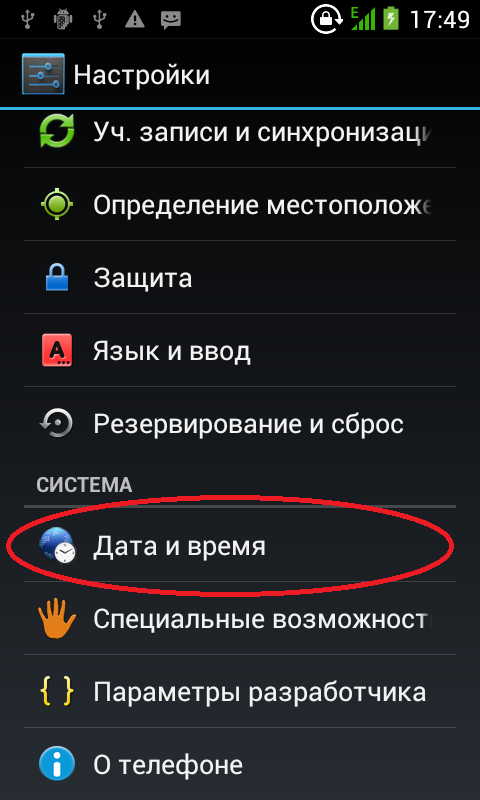 E 17:49
Настройки
Уч. записи и синхронизаци
Определение местоположе
Защита
Язык и ввод
Резервирование и сброс
СИСТЕМА
Дата и время
Специальные возможност
Параметры разработчика
О телефоне